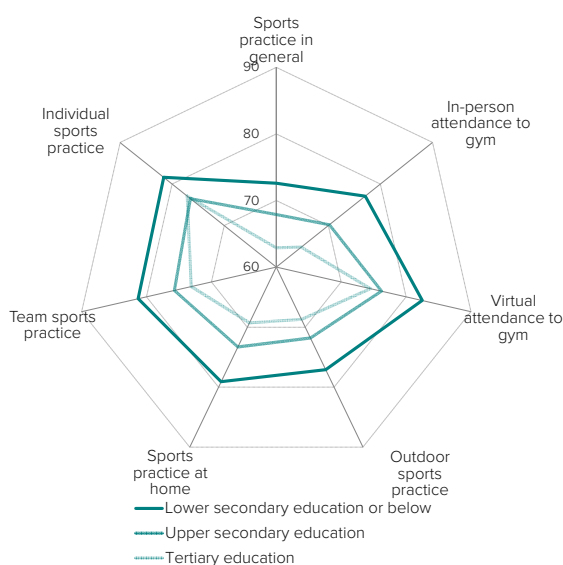 Sports
practice in
general
90
In-person
attendance to
gym
Individual
sports
practice
80
70
60
Team sports
practice
Virtual
attendance to
gym
Sports
practice at
home
Outdoor
sports
practice
Lower secondary education or below
Upper secondary education
Tertiary education